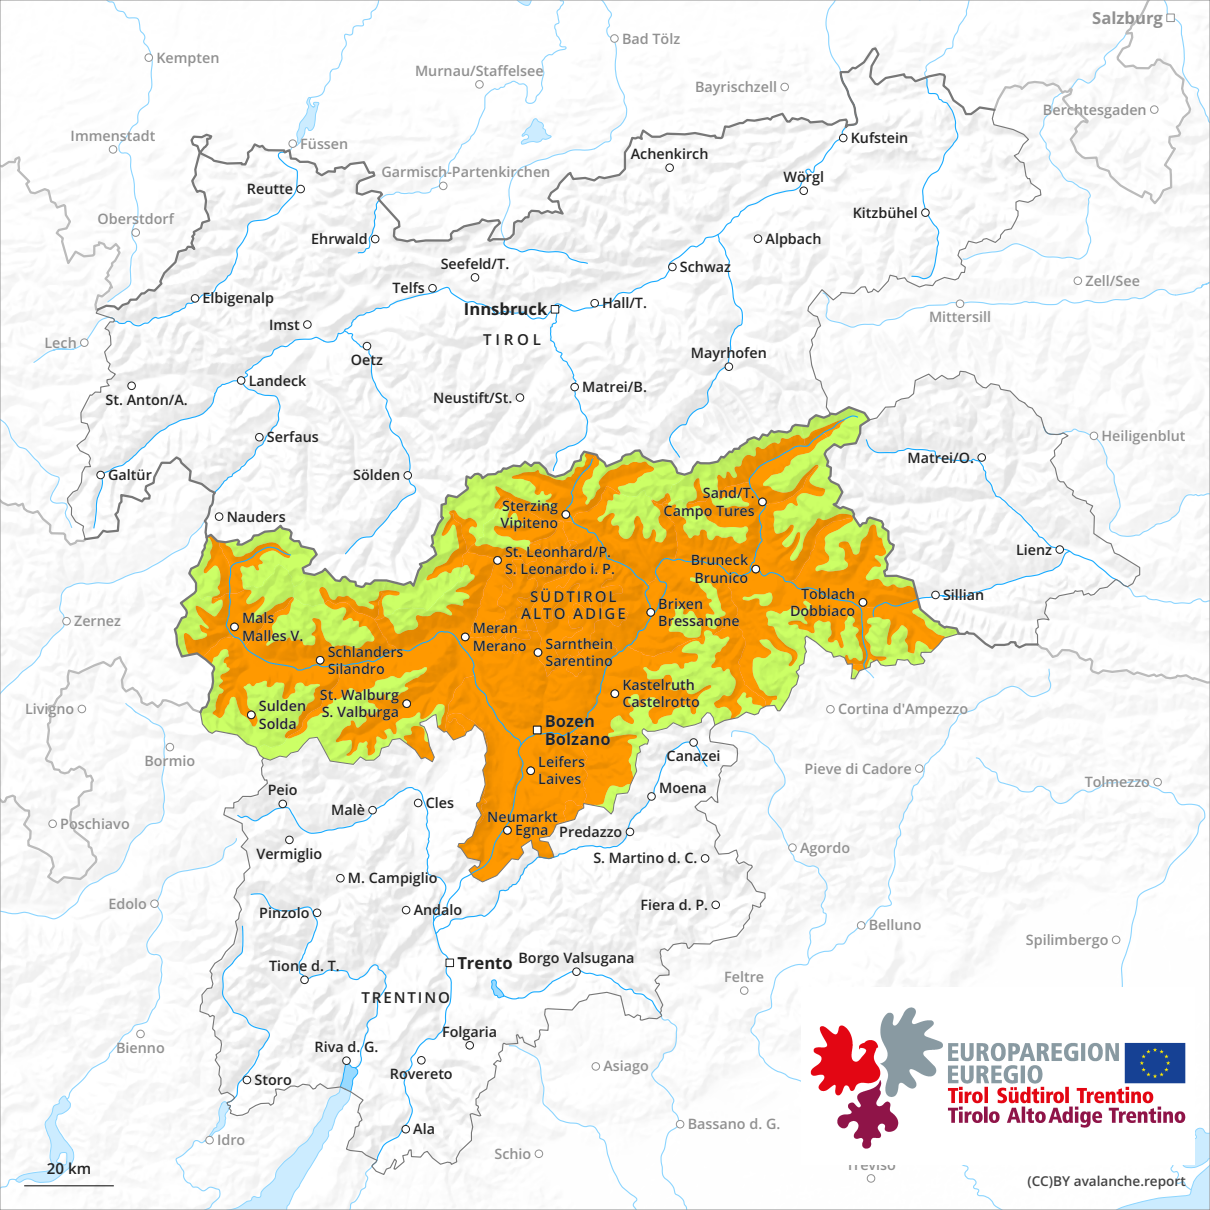 Salzburg
Bad Tölz
Kempten
Murnau/Staffelsee
Bayrischzell
Berchtesgaden
Immenstadt
Füssen
Kufstein
Achenkirch
Garmisch-Partenkirchen
Wörgl
Reutte
Oberstdorf
Kitzbühel
Ehrwald
Alpbach
Seefeld/T.
Schwaz
Zell/See
Telfs
Elbigenalp
Innsbruck
Hall/T.
Mittersill
Imst
TIROL
Lech
Oetz
Mayrhofen
Landeck
Matrei/B.
St. Anton/A.
Neustift/St.
Serfaus
Heiligenblut
Matrei/O.
Galtür
Sölden
Sand/T.
Campo Tures
Sterzing
Vipiteno
Nauders
St. Leonhard/P.
S. Leonardo i. P.
Lienz
Bruneck
Brunico
SÜDTIROL
ALTO ADIGE
Toblach
Dobbiaco
Sillian
Brixen
Bressanone
Zernez
Mals
Malles V.
Meran
Merano
Sarnthein
Sarentino
Schlanders
Silandro
Kastelruth
Castelrotto
St. Walburg
S. Valburga
Livigno
Sulden
Solda
Cortina d'Ampezzo
Bozen
Bolzano
Bormio
Canazei
Leifers
Laives
Pieve di Cadore
Tolmezzo
Peio
Moena
Malè
Cles
Poschiavo
Neumarkt
Egna
Predazzo
Vermiglio
S. Martino d. C.
Agordo
M. Campiglio
Edolo
Pinzolo
Andalo
Fiera d. P.
Belluno
Spilimbergo
Trento
Borgo Valsugana
Tione d. T.
Feltre
TRENTINO
Folgaria
Bienno
Riva d. G.
Rovereto
Asiago
Storo
EUROPAREGION
EUREGIO
Tirol Südtirol Trentino
Tirolo Alto Adige Trentino
Ala
Bassano d. G.
Idro
Schio
Treviso
20 km
(CC)BY avalanche.report